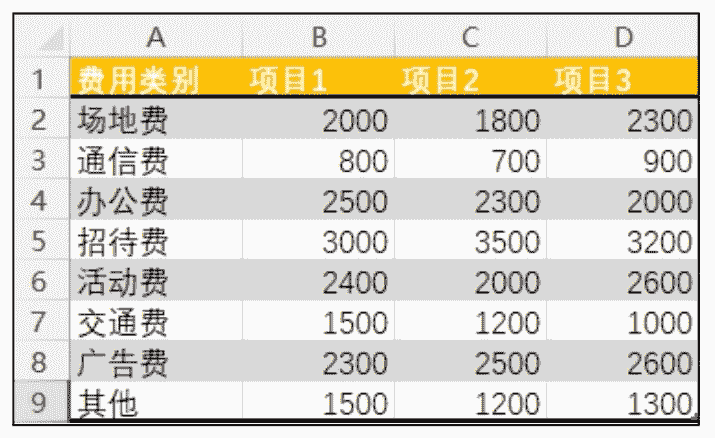 A B C D
1 费用类别 项目1 项目2 项目3
2 场地费 2000 1800 2300
3 通信费 800 700 900
4 办公费 2500 2300 2000
5 招待费 3000 3500 3200
6 活动费 2400 2000 2600
7 交通费 1500 1200 1000
8 广告费 2300 2500 2600
9 其他 1500 1200 1300